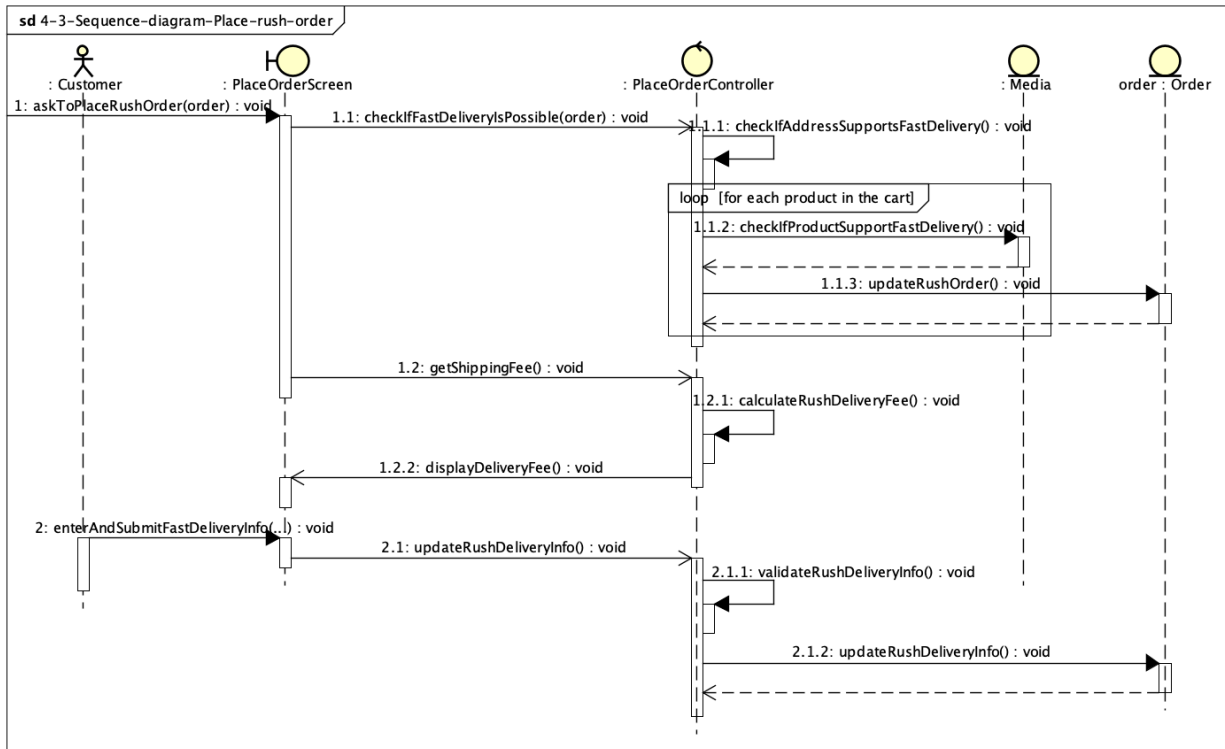 sd 4-3-Sequence-diagram-Place-rush-order
: Customer
: PlaceOrderScreen
: PlaceOrderController
: Media
order : Order
1: askToPlaceRushOrder(order) : void
1.1: checkIfFastDeliveryIsPossible(order) : void
1.1.1: checkIfAddressSupportsFastDelivery() : void
loop [for each product in the cart]
1.1.2: checkIfProductSupportFastDelivery() : void
1.1.3: updateRushOrder() : void
1.2: getShippingFee() : void
1.2.1: calculateRushDeliveryFee() : void
1.2.2: displayDeliveryFee() : void
2: enterAndSubmitFastDeliveryInfo(...) : void
2.1: updateRushDeliveryInfo() : void
2.1.1: validateRushDeliveryInfo() : void
2.1.2: updateRushDeliveryInfo() : void